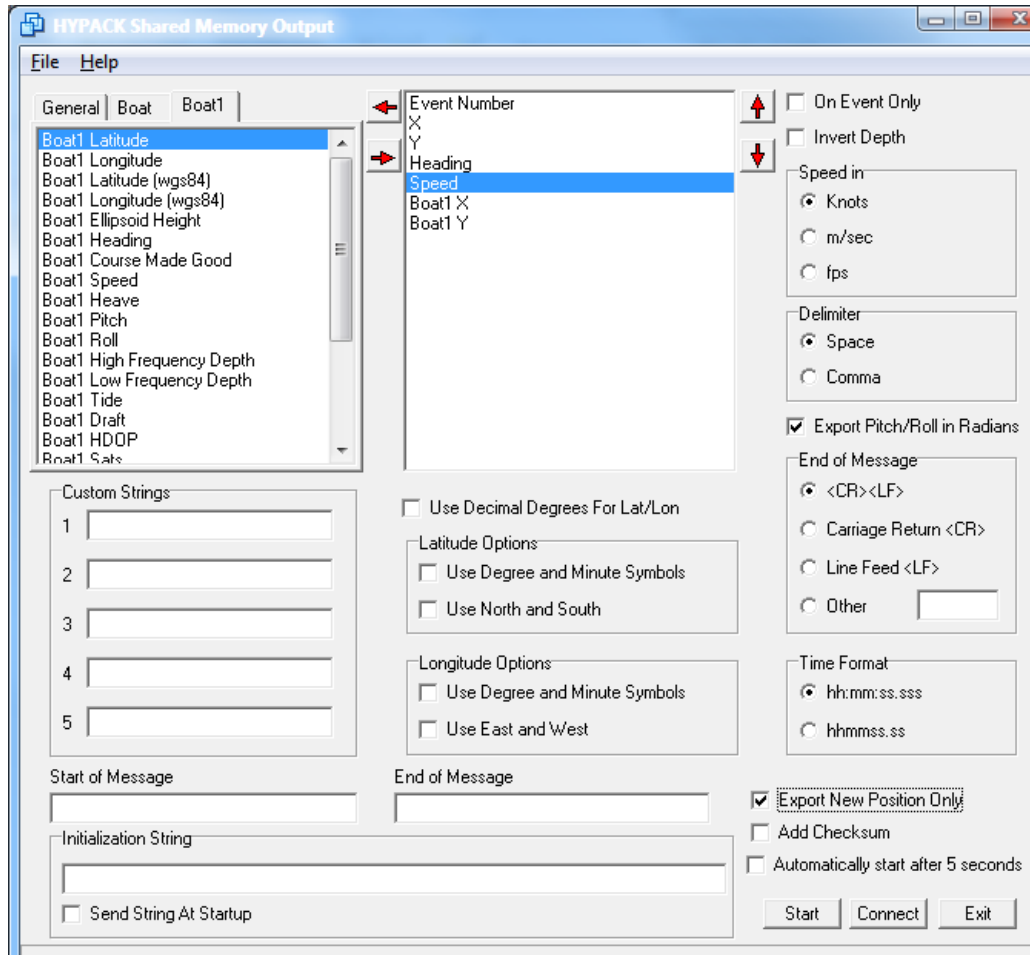 HYPACK Shared Memory Output
File Help
General Boat Boat1
Boat1 Latitude
Boat1 Longitude
Boat1 Latitude (wgs84)
Boat1 Longitude (wgs84)
Boat1 Ellipsoid Height
Boat1 Heading
Boat1 Course Made Good
Boat1 Speed
Boat1 Heave
Boat1 Pitch
Boat1 Roll
Boat1 High Frequency Depth
Boat1 Low Frequency Depth
Boat1 Tide
Boat1 Draft
Boat1 HDOP
Boat1 Sats
Event Number
X
Y
Heading
Speed
Boat1 X
Boat1 Y
On Event Only
Invert Depth
Speed in
Knots
m/sec
fps
Delimiter
Space
Comma
Export Pitch/Roll in Radians
End of Message
<CR><LF>
Carriage Return <CR>
Line Feed <LF>
Other
Time Format
hh:mm:ss.sss
hhmmss.ss
Custom Strings
1
2
3
4
5
Use Decimal Degrees For Lat/Lon
Latitude Options
Use Degree and Minute Symbols
Use North and South
Longitude Options
Use Degree and Minute Symbols
Use East and West
Start of Message
End of Message
Initialization String
Send String At Startup
Export New Position Only
Add Checksum
Automatically start after 5 seconds
Start Connect Exit